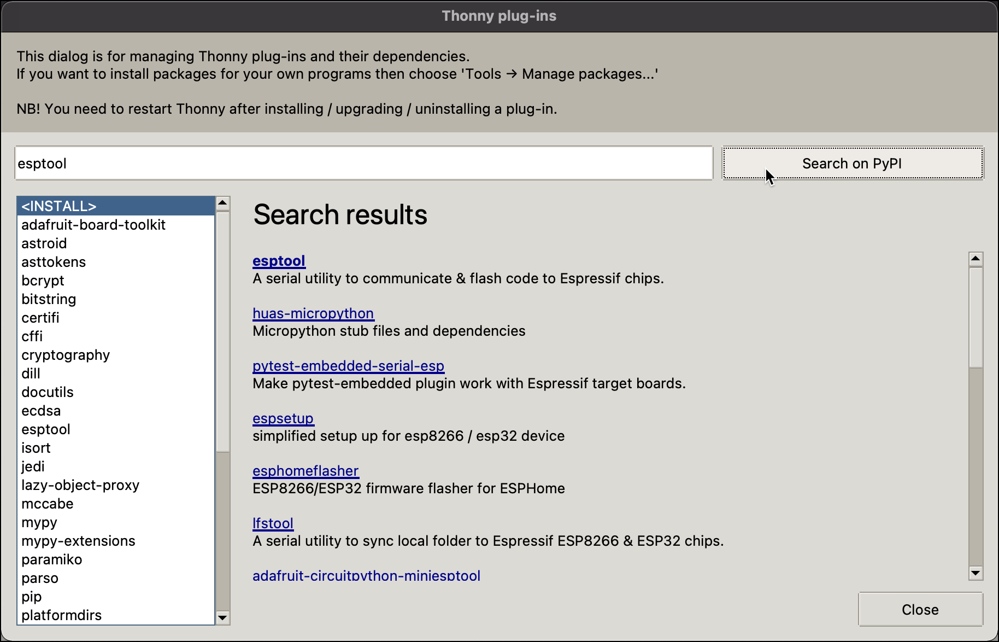 Thonny plug-ins
This dialog is for managing Thonny plug-ins and their dependencies.
If you want to install packages for your own programs then choose 'Tools → Manage packages...'
NB! You need to restart Thonny after installing / upgrading / uninstalling a plug-in.
esptool
Search on PyPI
<INSTALL>
adafruit-board-toolkit
astroid
asttokens
bcrypt
bitstring
certifi
cffi
cryptography
dill
docutils
ecdsa
esptool
isort
jedi
lazy-object-proxy
mccabe
mypy
mypy-extensions
paramiko
parso
pip
platformdirs
Search results
esptool
A serial utility to communicate & flash code to Espressif chips.
huas-micropython
Micropython stub files and dependencies
pytest-embedded-serial-esp
Make pytest-embedded plugin work with Espressif target boards.
espsetup
simplified setup up for esp8266 / esp32 device
esphomeflasher
ESP8266/ESP32 firmware flasher for ESPHome
lfstool
A serial utility to sync local folder to Espressif ESP8266 & ESP32 chips.
adafruit-circuitpython-miniesptool
Close